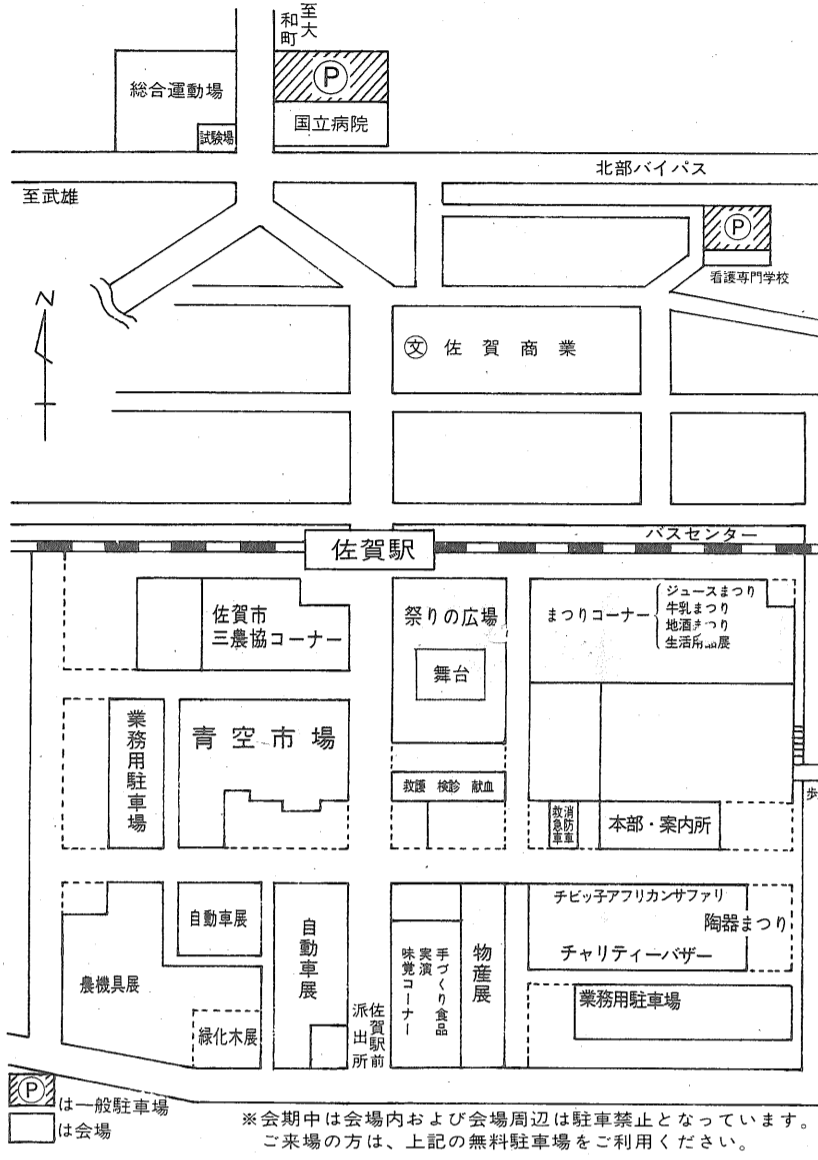 至大
和町
総合運動場
P
試験場
国立病院
北部バイパス
至武雄
P
看護専門学校
N
文 佐賀商業
バスセンター
佐賀駅
佐賀市
三農協コーナー
祭りの広場
舞台
まつりコーナー
ジュースまつり
牛乳まつり
地酒まつり
生活用品展
業務用駐車場
青空市場
救護 検診 献血
消防車
救急車
本部・案内所
歩
自動車展
農機具展
緑化木展
自動車展
佐賀駅前
派出所
手づくり食品
実演
味覚コーナー
物産展
チビッ子アフリカンサファリ
陶器まつり
チャリティーバザー
業務用駐車場
P は一般駐車場
は会場
※会期中は会場内および会場周辺は駐車禁止となっています。
ご来場の方は、上記の無料駐車場をご利用ください。